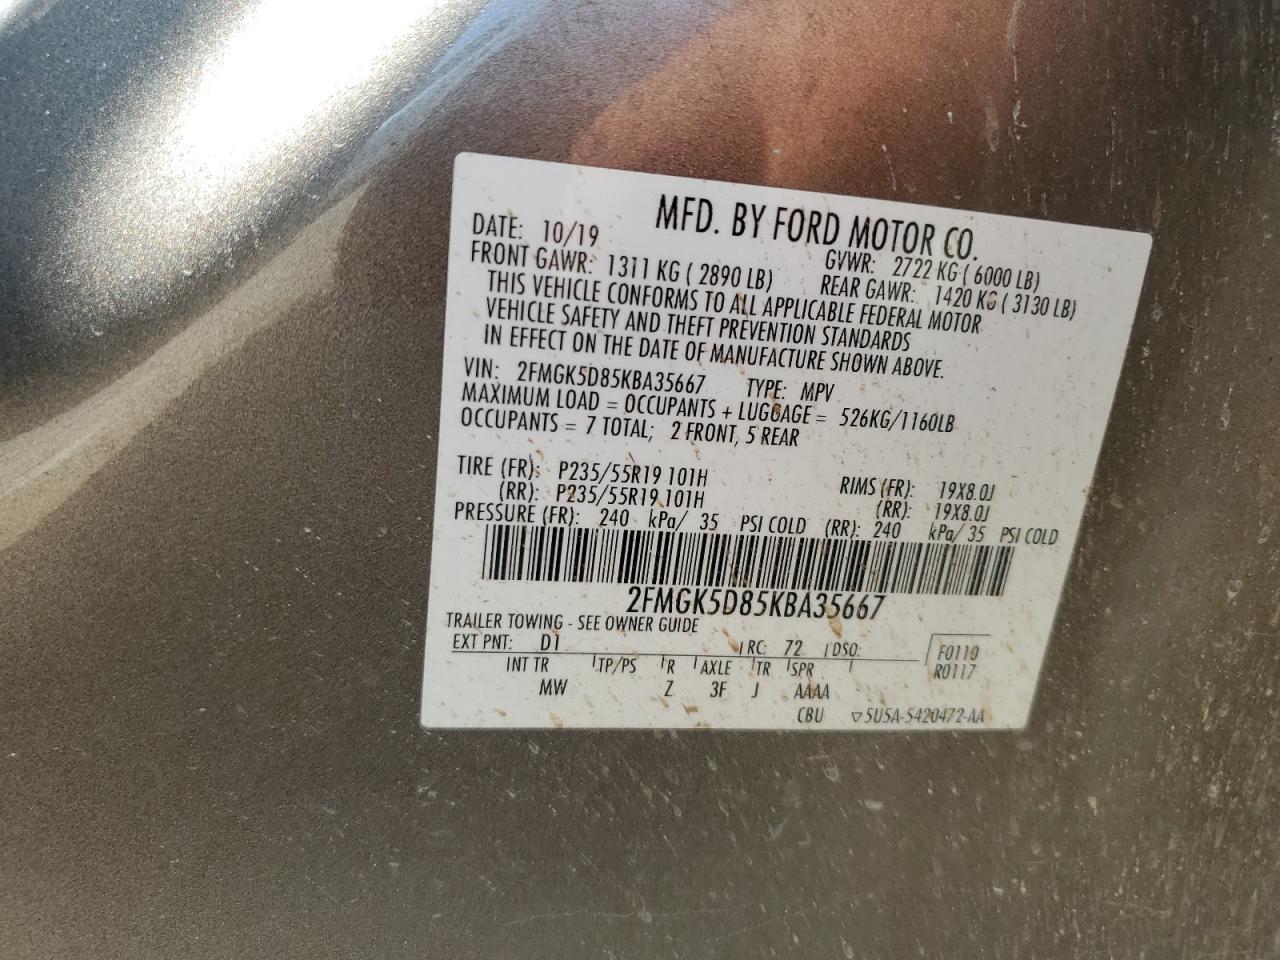 MFD. BY FORD MOTOR CO.
DATE: 10/19 GVWR: 2722 KG ( 6000 LB)
FRONT GAWR: 1311 KG ( 2890 LB) REAR GAWR: 1420 KG ( 3130 LB)
THIS VEHICLE CONFORMS TO ALL APPLICABLE FEDERAL MOTOR
VEHICLE SAFETY AND THEFT PREVENTION STANDARDS
IN EFFECT ON THE DATE OF MANUFACTURE SHOWN ABOVE.
VIN: 2FMGK5D85KBA35667 TYPE: MPV
MAXIMUM LOAD = OCCUPANTS + LUGGAGE = 526KG/1160LB
OCCUPANTS = 7 TOTAL; 2 FRONT, 5 REAR
TIRE (FR): P235/55R19 101H RIMS (FR): 19X8.0J
(RR): P235/55R19 101H (RR): 19X8.0J
PRESSURE (FR): 240 kPa/ 35 PSI COLD (RR): 240 kPa/ 35 PSI COLD
2FMGK5D85KBA35667
TRAILER TOWING - SEE OWNER GUIDE
EXT PNT: D1 RC: 72 DSO: F0110
R0117
INT TR TP/PS R AXLE TR SPR
MW Z 3F J AAAA
CBU ▽5U5A-5420472-AA